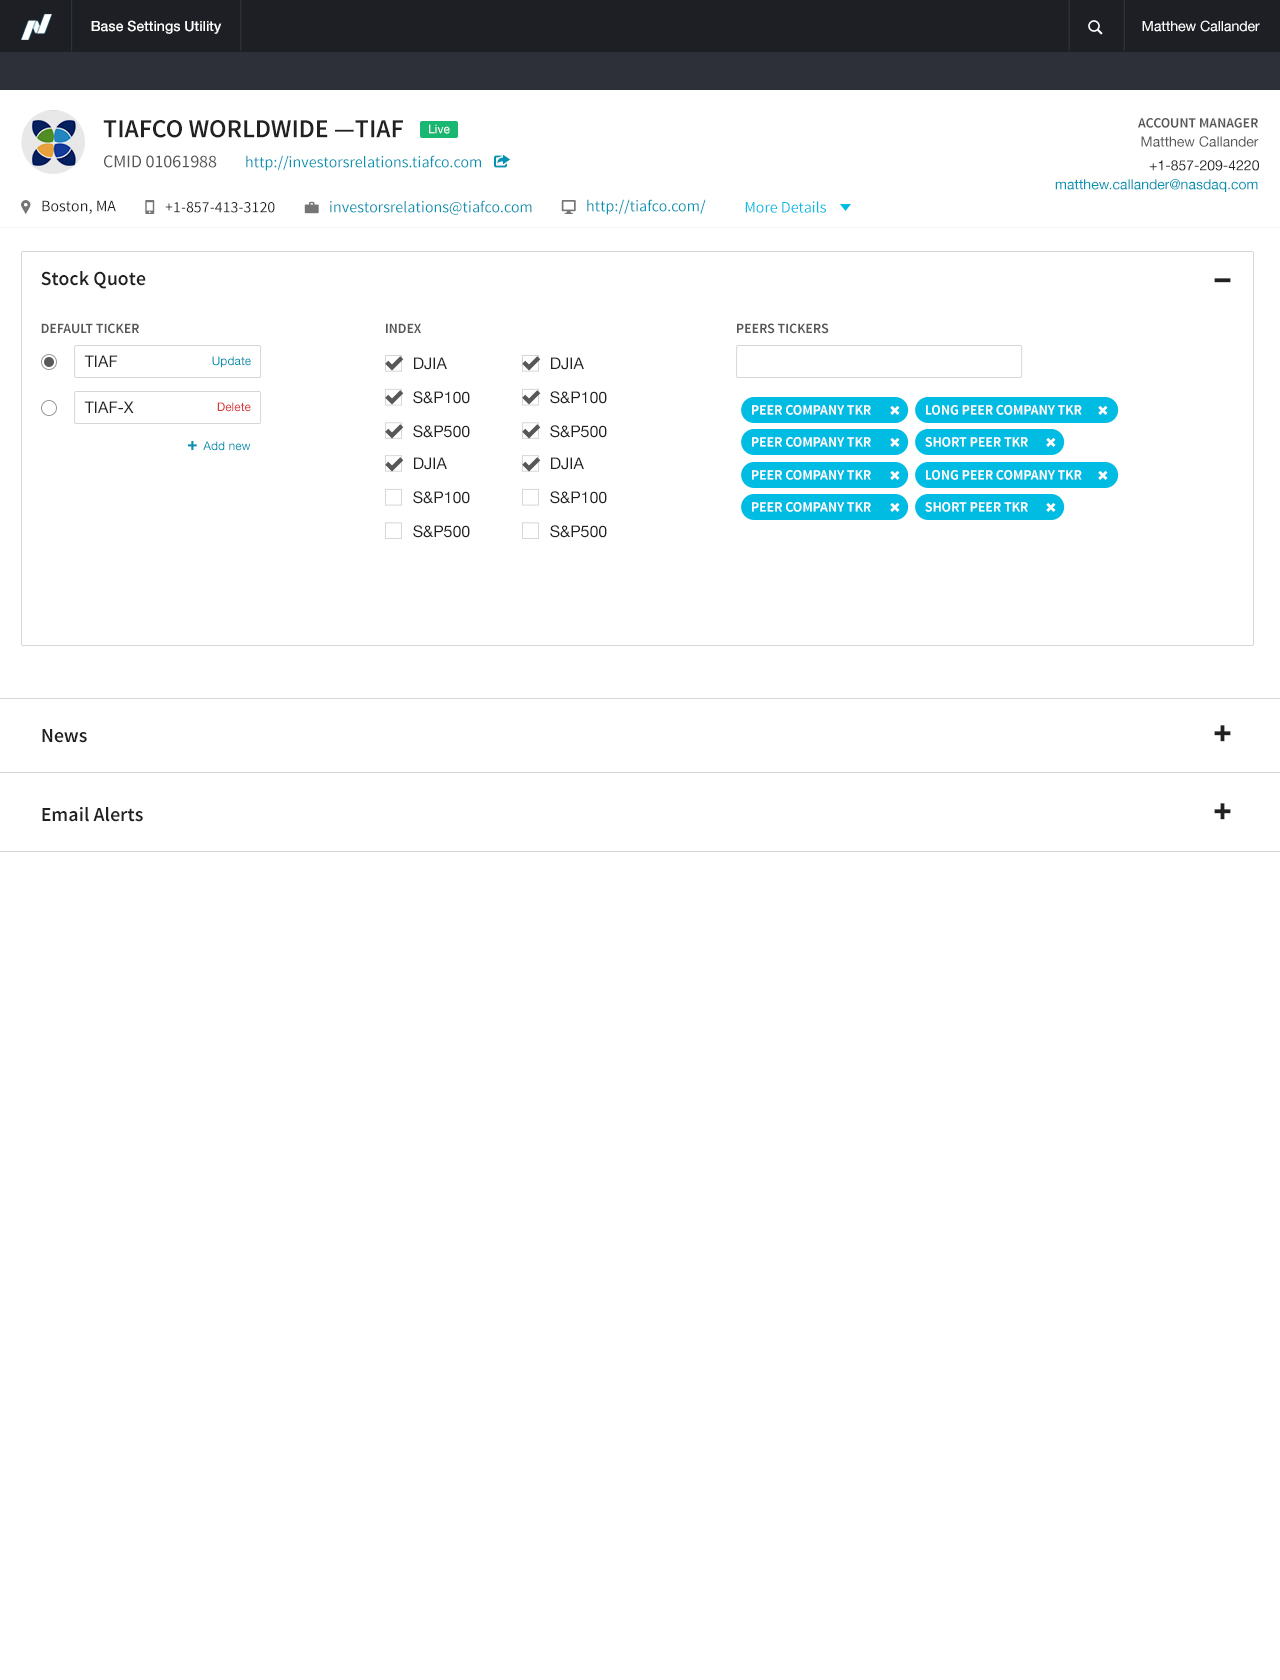 Base Settings Utility
Matthew Callander
TIAFCO WORLDWIDE —TIAF
Live
CMID 01061988
http://investorsrelations.tiafco.com
ACCOUNT MANAGER
Matthew Callander
+1-857-209-4220
matthew.callander@nasdaq.com
Boston, MA
+1-857-413-3120
investorsrelations@tiafco.com
http://tiafco.com/
More Details
Stock Quote
DEFAULT TICKER
TIAF
Update
TIAF-X
Delete
Add new
INDEX
DJIA
DJIA
S&P100
S&P100
S&P500
S&P500
DJIA
DJIA
S&P100
S&P100
S&P500
S&P500
PEERS TICKERS
PEER COMPANY TKR
LONG PEER COMPANY TKR
PEER COMPANY TKR
SHORT PEER TKR
PEER COMPANY TKR
LONG PEER COMPANY TKR
PEER COMPANY TKR
SHORT PEER TKR
News
Email Alerts